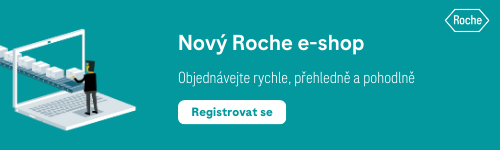 Roche
Nový Roche e-shop
Objednávejte rychle, přehledně a pohodlně
Registrovat se